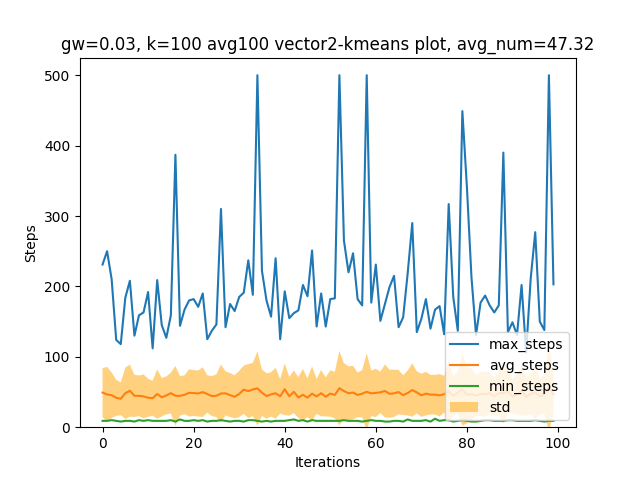 gw=0.03, k=100 avg100 vector2-kmeans plot, avg_num=47.32
500
400
300
200
100
0
Steps
max_steps
avg_steps
min_steps
std
0
20
40
60
80
100
Iterations